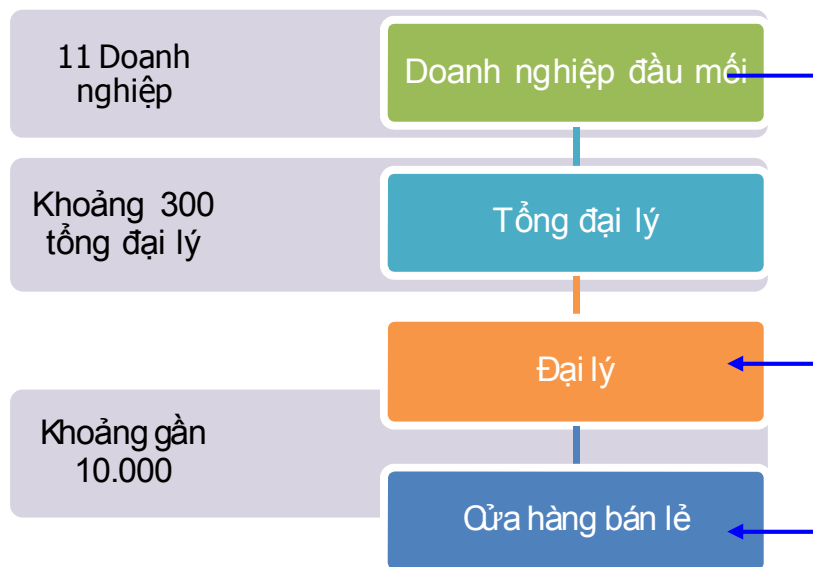 11 Doanh
nghiệp
Doanh nghiệp đầu mối
Khoảng 300
tổng đại lý
Tổng đại lý
Đại lý
Khoảng gần
10.000
Cửa hàng bán lẻ